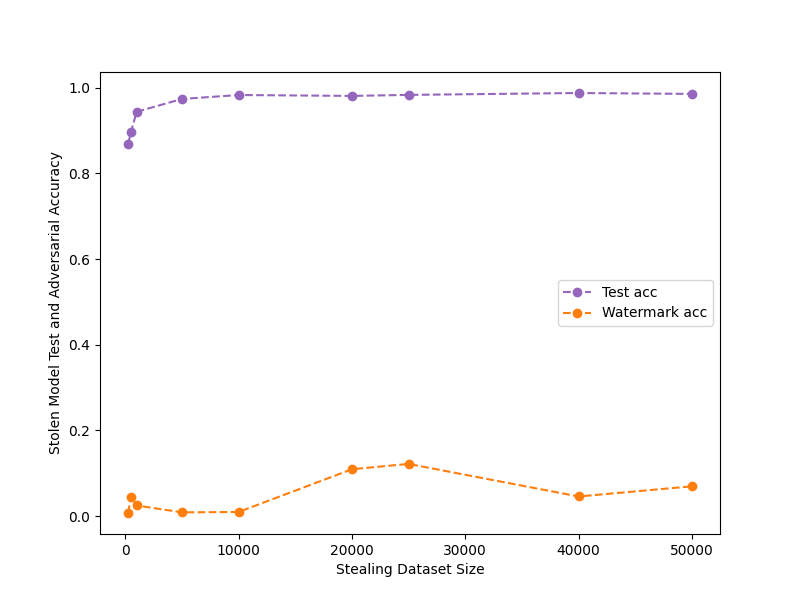 1.0
0.8
0.6
0.4
0.2
0.0
Stolen Model Test and Adversarial Accuracy
Test acc
Watermark acc
0 10000 20000 30000 40000 50000
Stealing Dataset Size